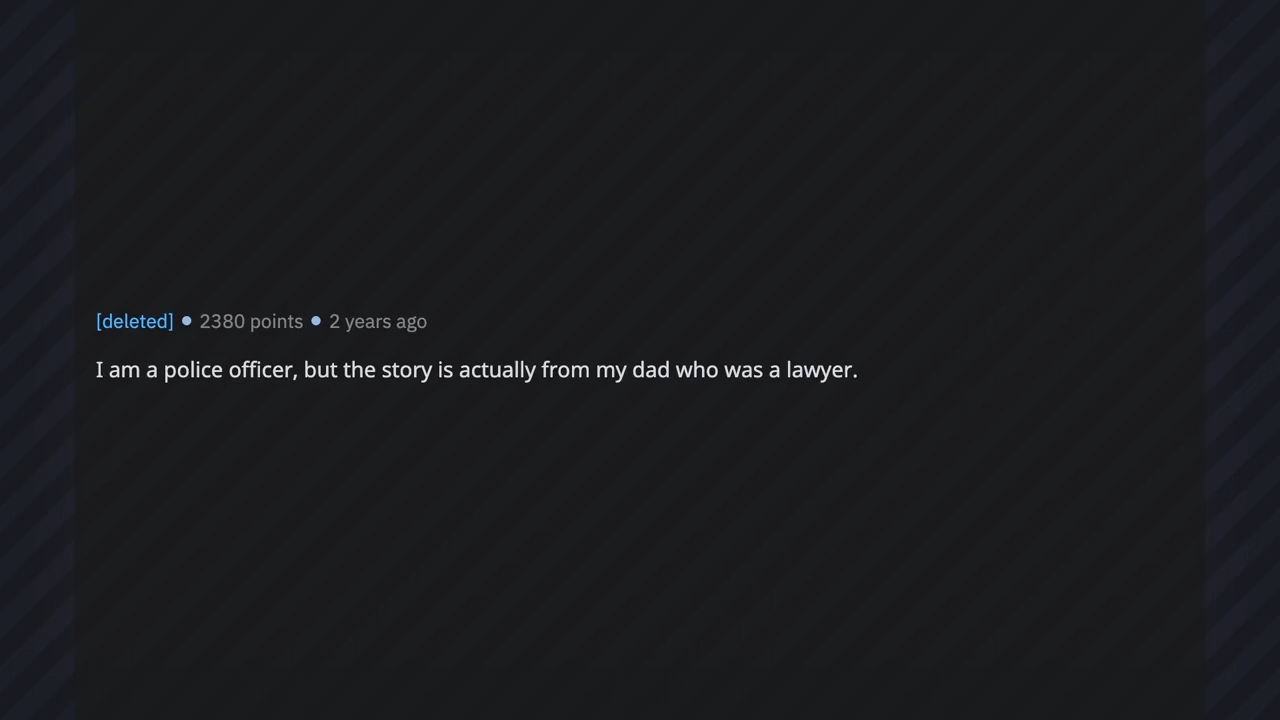 [deleted] ● 2380 points ● 2 years ago
I am a police officer, but the story is actually from my dad who was a lawyer.